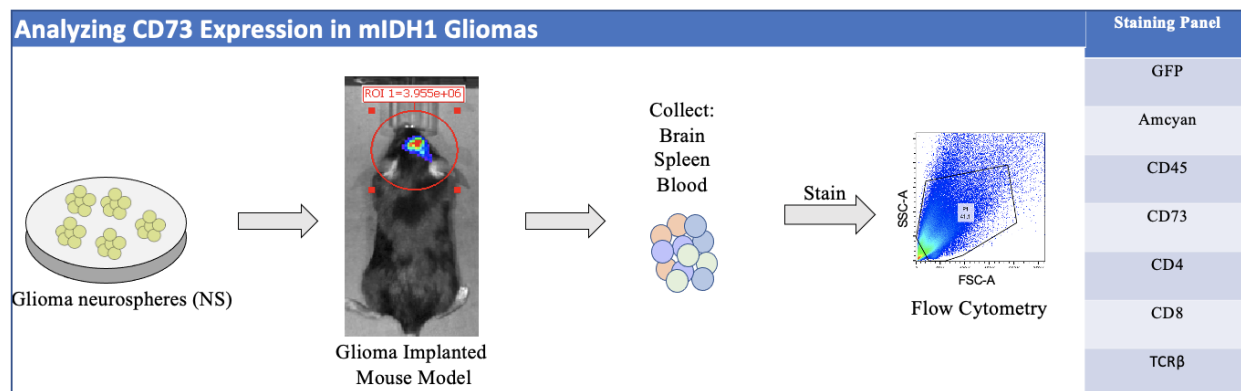 Analyzing CD73 Expression in mIDH1 Gliomas
Glioma neurospheres (NS)
ROI 1=3.955e+06
Glioma Implanted
Mouse Model
Collect:
Brain
Spleen
Blood
Stain
SSC-A
FSC-A
Flow Cytometry
Staining Panel
GFP
Amcyan
CD45
CD73
CD4
CD8
TCRβ